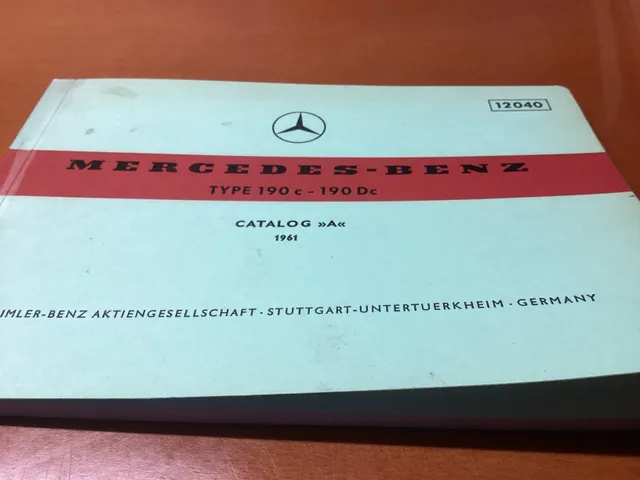 12040
MERCEDES-BENZ
TYPE 190 c - 190 Dc
CATALOG »A«
1961
IMLER-BENZ AKTIENGESELLSCHAFT · STUTTGART-UNTERTUERKHEIM · GERMANY